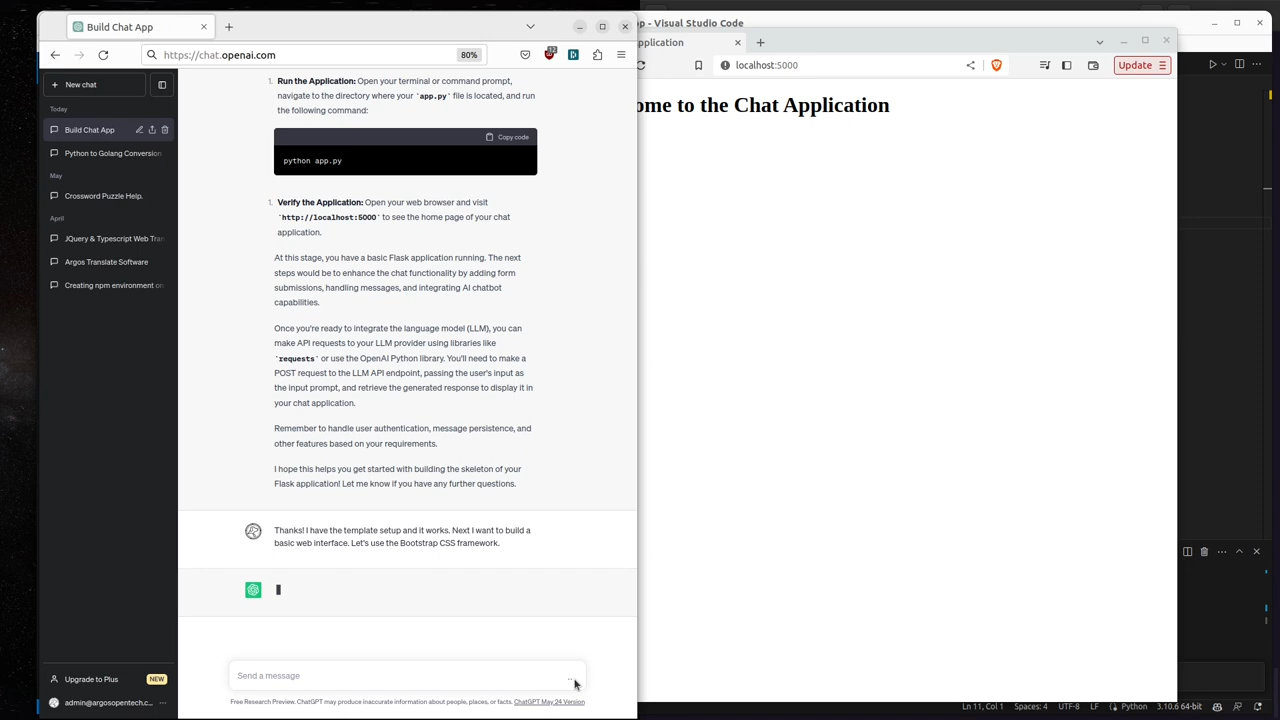 Build Chat App
p - Visual Studio Code
https://chat.openai.com
80%
12
pplication
localhost:5000
Update
New chat
Today
Build Chat App
Python to Golang Conversion
May
Crossword Puzzle Help.
April
JQuery & Typescript Web Tran
Argos Translate Software
Creating npm environment on
1. Run the Application: Open your terminal or command prompt,
navigate to the directory where your `app.py` file is located, and run
the following command:
Copy code
python app.py
1. Verify the Application: Open your web browser and visit
`http://localhost:5000` to see the home page of your chat
application.
At this stage, you have a basic Flask application running. The next
steps would be to enhance the chat functionality by adding form
submissions, handling messages, and integrating AI chatbot
capabilities.
Once you're ready to integrate the language model (LLM), you can
make API requests to your LLM provider using libraries like
`requests` or use the OpenAI Python library. You'll need to make a
POST request to the LLM API endpoint, passing the user's input as
the input prompt, and retrieve the generated response to display it in
your chat application.
Remember to handle user authentication, message persistence, and
other features based on your requirements.
I hope this helps you get started with building the skeleton of your
Flask application! Let me know if you have any further questions.
Thanks! I have the template setup and it works. Next I want to build a
basic web interface. Let's use the Bootstrap CSS framework.
Send a message
Free Research Preview. ChatGPT may produce inaccurate information about people, places, or facts. ChatGPT May 24 Version
Upgrade to Plus
NEW
admin@argosopentech.c...
ome to the Chat Application
Ln 11, Col 1
Spaces: 4
UTF-8
LF
Python
3.10.6 64-bit